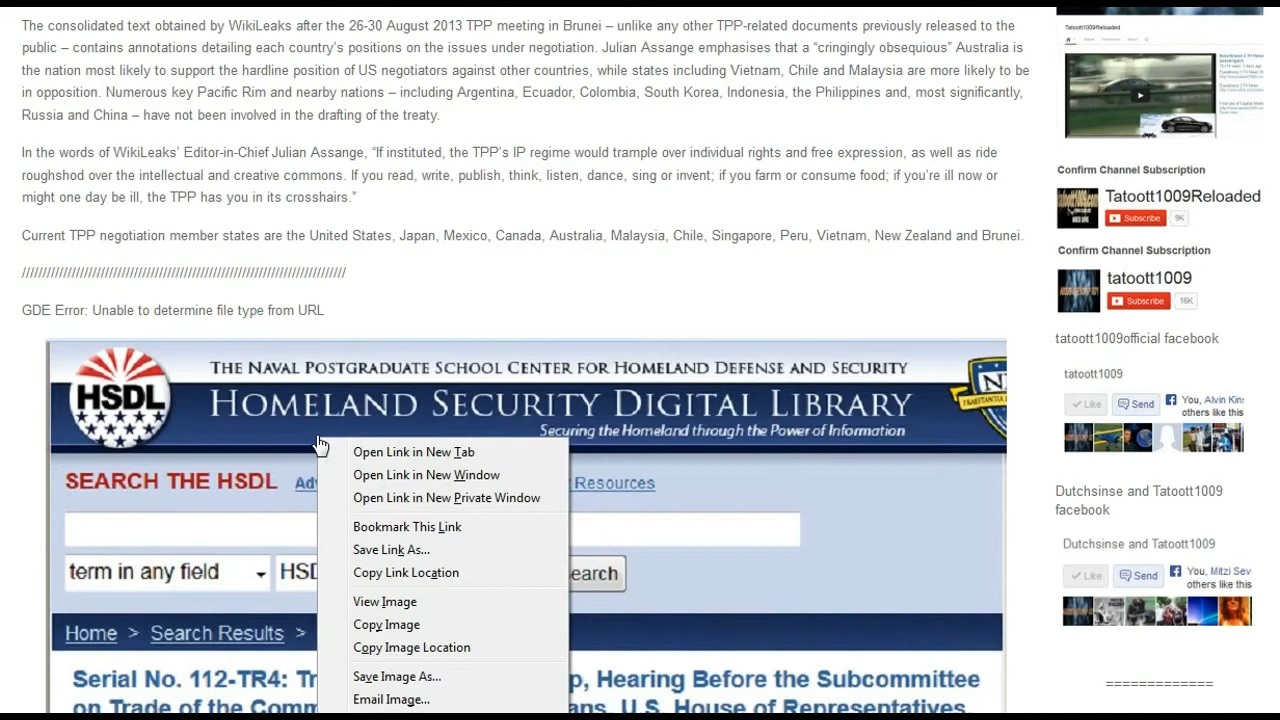 The consolidated text obtained by WikiLeaks after the 26-30 August 2013 TPP meeting in Brunei – unlike any other TPP-related documents previously released to the
public – contains annotations detailing each country's positions on the issues under negotiation. Julian Assange emphasises that a "cringingly obsequious" Australia is
the nation most likely to support the hardline position of US negotiators against other countries, while states including Vietnam, Chile and Malaysia are more likely to be
in opposition. Numerous key Pacific Rim and nearby nations – including Argentina, Ecuador, Colombia, South Korea, Indonesia, the Philippines and, most significantly,
Russia and China – have not been involved in the drafting of the treaty.
In the words of WikiLeaks' Editor-in-Chief Julian Assange, "If instituted, the TPP's IP regime would trample over individual rights and free expression, as well as ride
roughshod over the intellectual and creative commons. If you read, write, publish, think, listen, dance, sing or invent; if you farm or consume food; if you're ill now or
might one day be ill, the TPP has you in its crosshairs."
Current TPP negotiation member states are the United States, Japan, Mexico, Canada, Australia, Malaysia, Chile, Singapore, Peru, Vietnam, New Zealand and Brunei.
//////////////////////////////////////////////////////////////////////////////////
GDE Error: Unable to determine file type from URL
HSDL
THE NAVAL POSTGRADUATE SCHOOL CENTER FOR HOMELAND DEFENSE AND SECURITY
HOMELAND SECURITY DIGITAL LIBRARY
Securing the Homeland through the Power of Information
SEARCH THE HSDL
Resources
term in any field
Home > Search Results >
Serial No. 112-TR4:
p, Hearing Before the Subcommittee
on
U.S. House of Representatives,
Open Link in New Tab
Open Link in New Window
Open Link in New Private Window
Bookmark This Link
Save Link As...
Copy Link Location
View Image
Copy Image
Copy Image Location
Save Image As...
Email Image...
Tatoott1009Reloaded
Confirm Channel Subscription
Tatoott1009Reloaded
Subscribe 9K
Confirm Channel Subscription
tatoott1009
Subscribe 16K
tatoott1009official facebook
tatoott1009
Like Send You, Alvin Kins
others like this
Dutchsinse and Tatoott1009
facebook
Dutchsinse and Tatoott1009
Like Send You, Mitzi Sev
others like this
=============